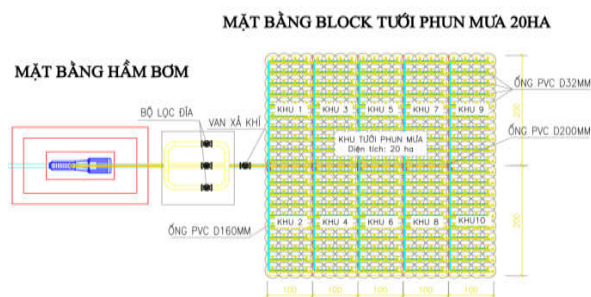 MẶT BẰNG BLOCK TƯỚI PHUN MƯA 20HA
MẶT BẰNG HẦM BƠM
BỘ LỌC ĐĨA
VAN XẢ KHÍ
ỐNG PVC D32MM
KHU 1
KHU 3
KHU 5
KHU 7
KHU 9
200
ỐNG PVC D200MM
KHU TƯỚI PHUN MƯA
Diện tích: 20 ha
KHU 2
KHU 4
KHU 6
KHU 8
KHU10
200
ỐNG PVC D160MM
100
100
100
100
100